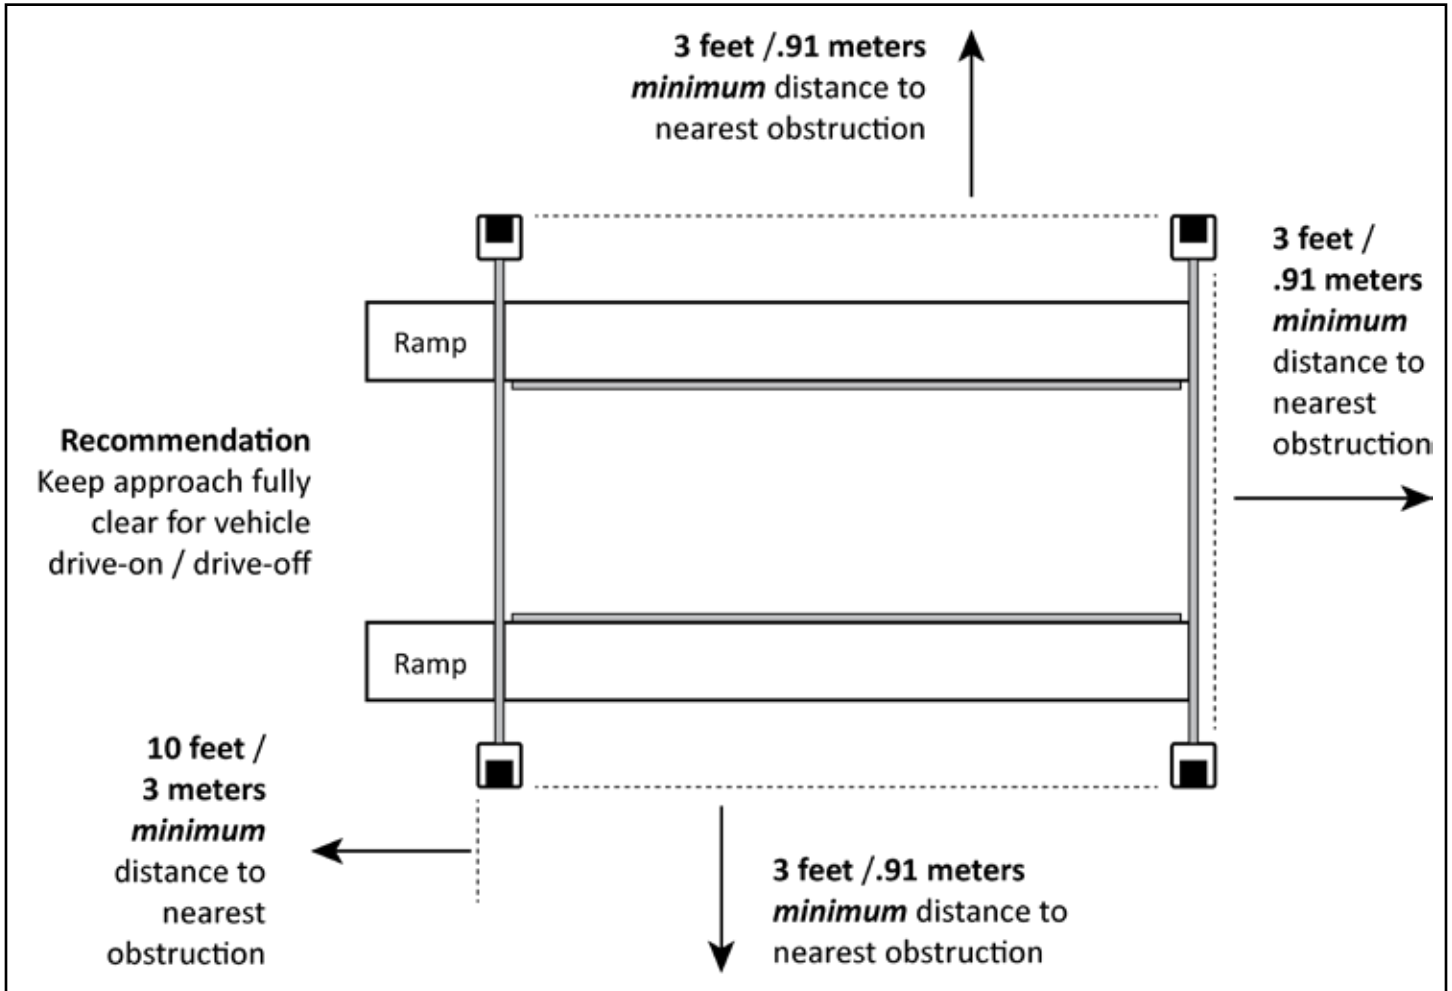 3 feet /.91 meters
minimum distance to
nearest obstruction
3 feet /
.91 meters
minimum
distance to
nearest
obstruction
Ramp
Recommendation
Keep approach fully
clear for vehicle
drive-on / drive-off
Ramp
10 feet /
3 meters
minimum
distance to
nearest
obstruction
3 feet /.91 meters
minimum distance to
nearest obstruction